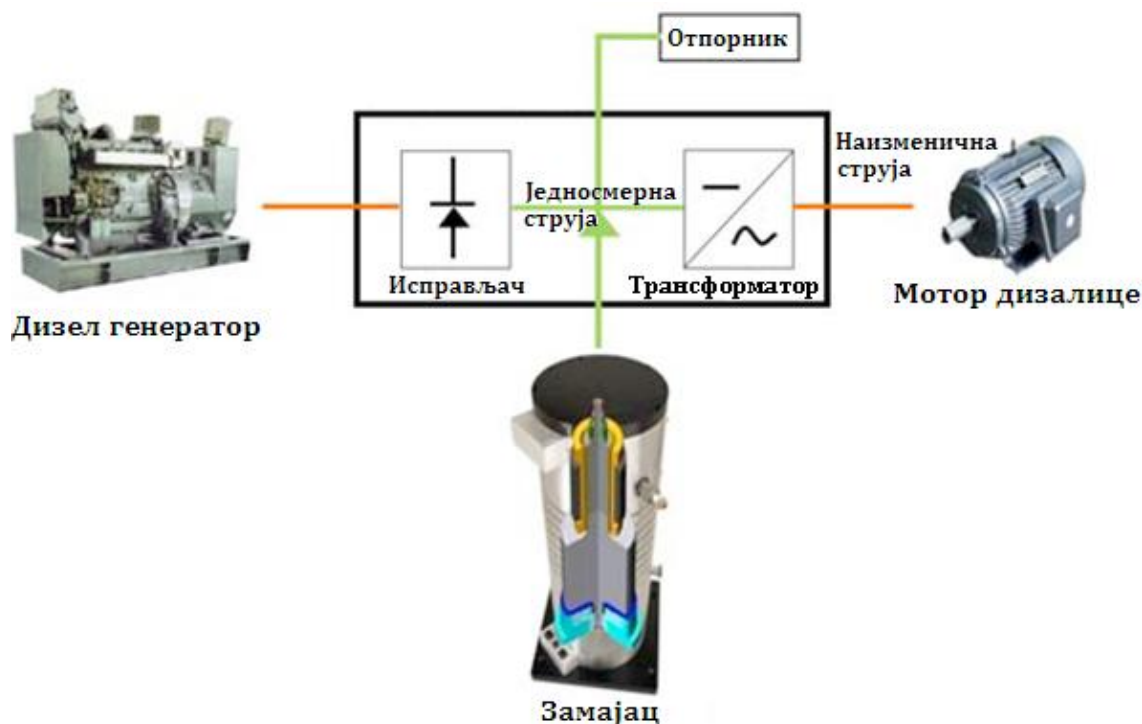 Отпорник
Наизменична
струја
Једносмерна
струја
Исправљач
Трансформатор
Дизел генератор
Мотор дизалице
Замајац